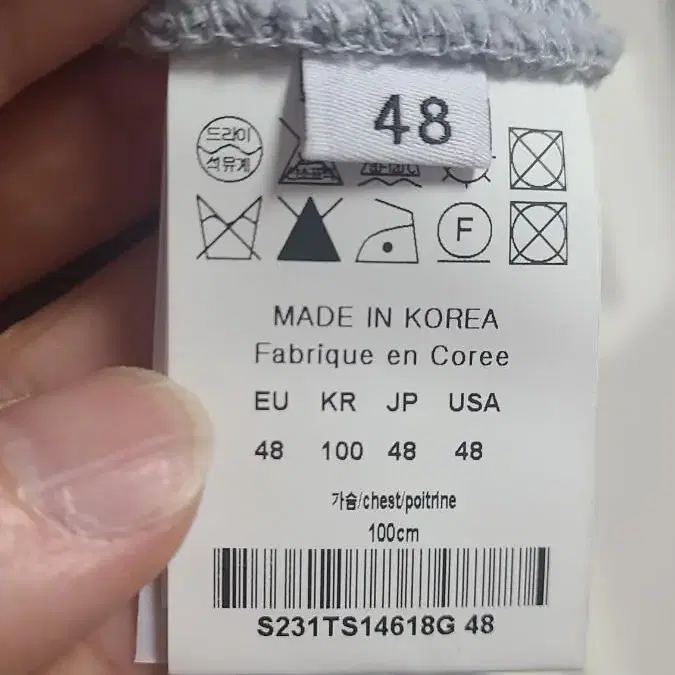 48
드라이
석유계
F
MADE IN KOREA
Fabrique en Coree
EU KR JP USA
48 100 48 48
가슴/chest/poitrine
100cm
S231TS14618G 48